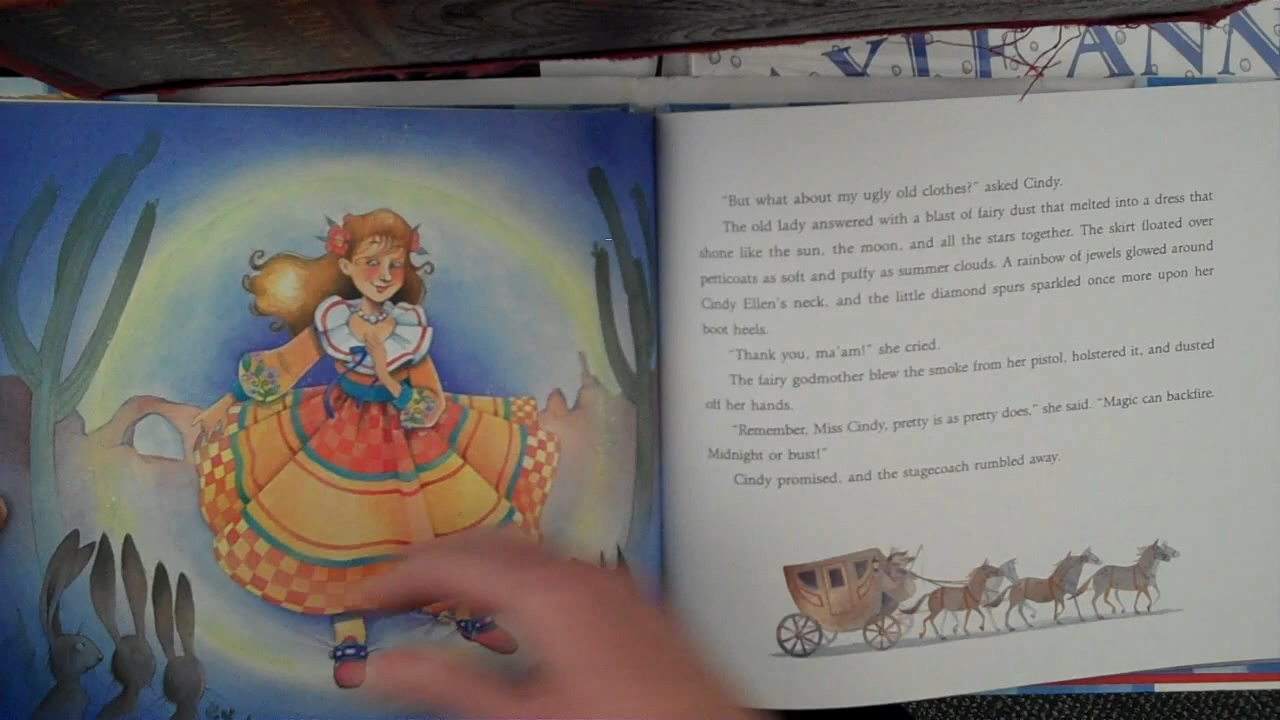 "But what about my ugly old clothes?" asked Cindy.
The old lady answered with a blast of fairy dust that melted into a dress that
shone like the sun, the moon, and all the stars together. The skirt floated over
petticoats as soft and puffy as summer clouds. A rainbow of jewels glowed around
Cindy Ellen's neck, and the little diamond spurs sparkled once more upon her
boot heels.
"Thank you, ma'am!" she cried.
The fairy godmother blew the smoke from her pistol, holstered it, and dusted
off her hands.
"Remember, Miss Cindy, pretty is as pretty does," she said. "Magic can backfire.
Midnight or bust!"
Cindy promised, and the stagecoach rumbled away.